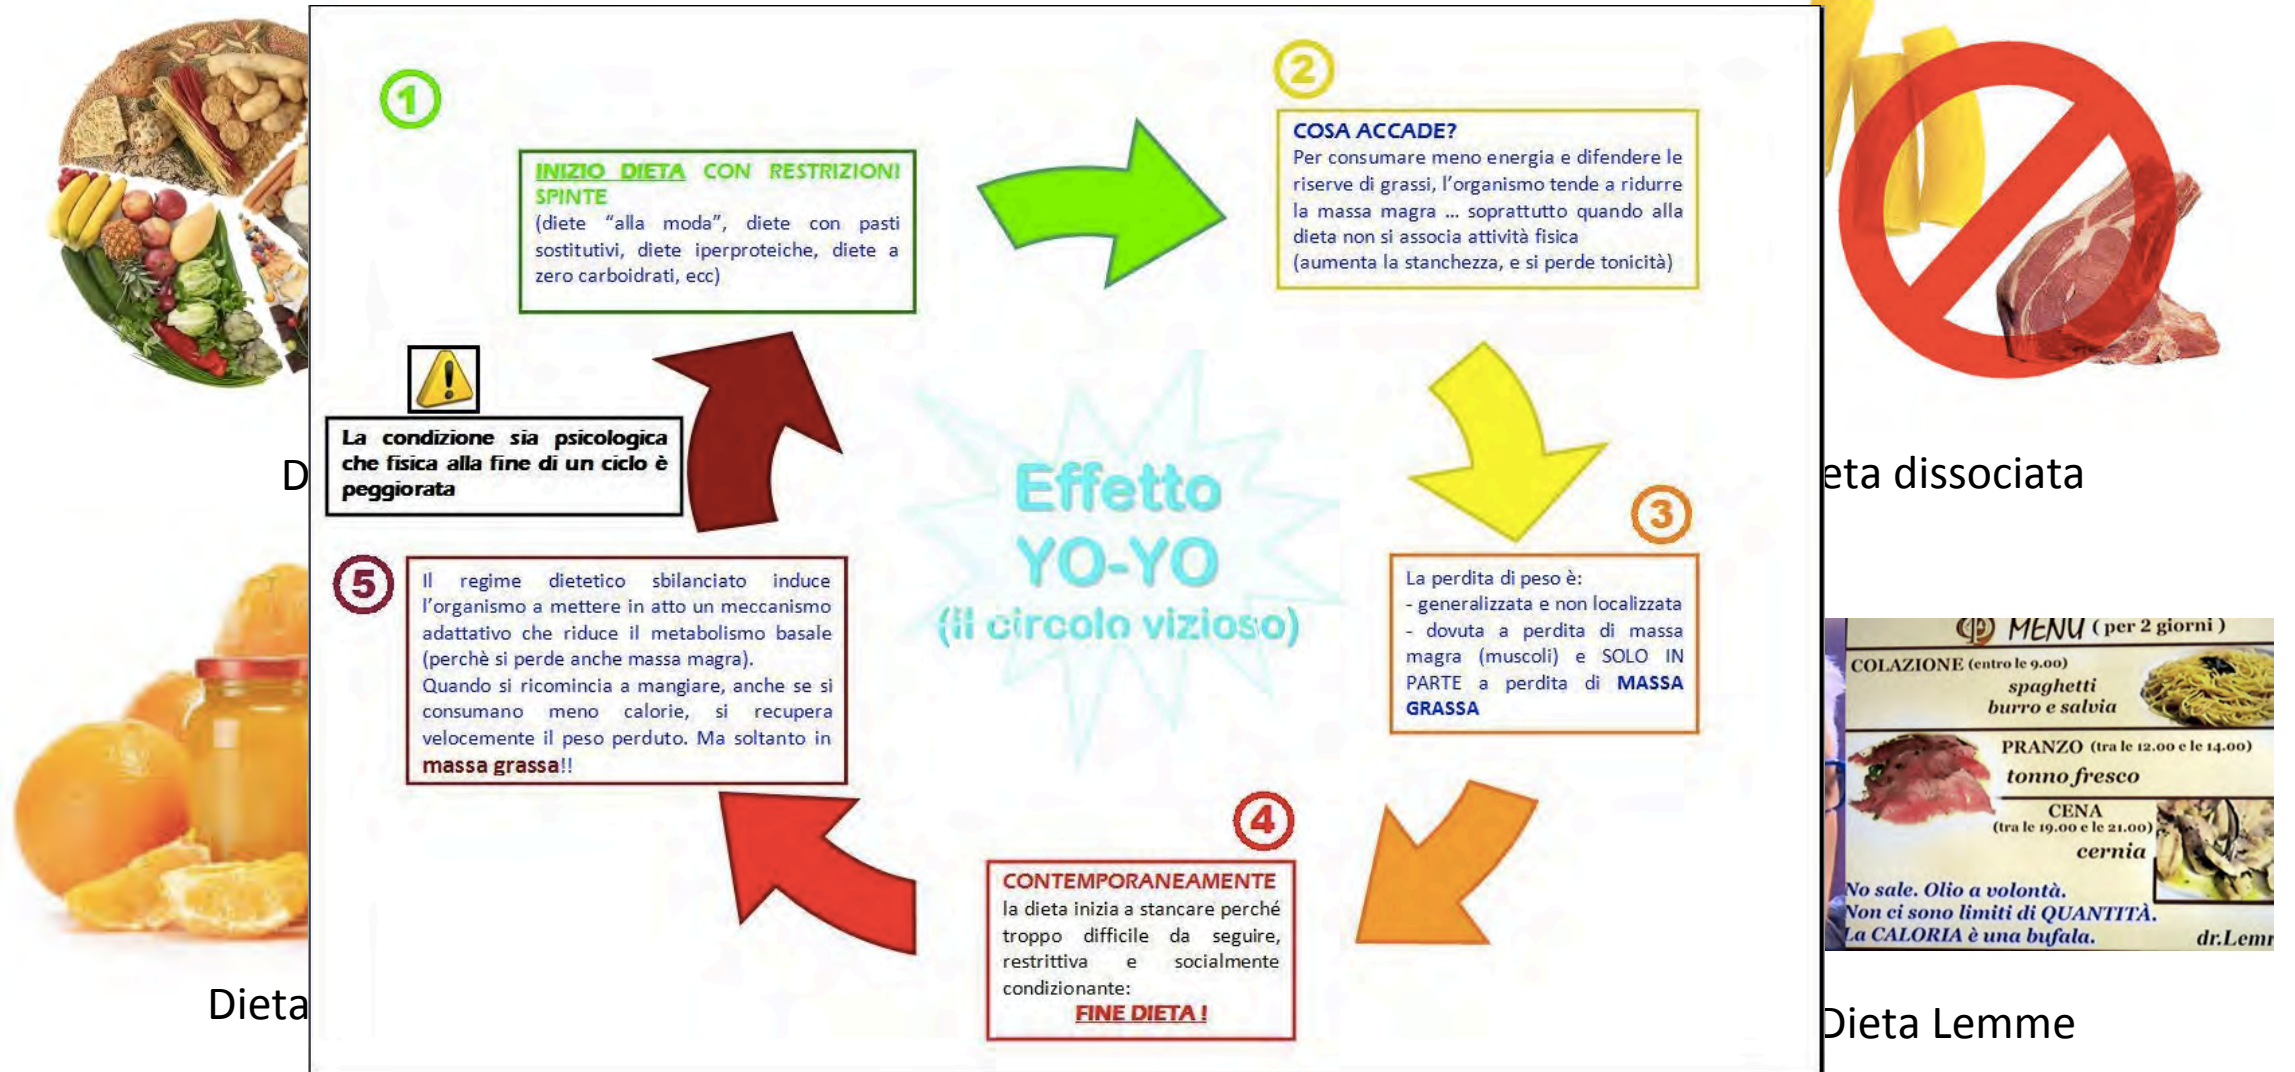 1
INIZIO DIETA CON RESTRIZIONI
SPINTE
(diete "alla moda", diete con pasti
sostitutivi, diete iperproteiche, diete a
zero carboidrati, ecc)
2
COSA ACCADE?
Per consumare meno energia e difendere le
riserve di grassi, l'organismo tende a ridurre
la massa magra ... soprattutto quando alla
dieta non si associa attività fisica
(aumenta la stanchezza, e si perde tonicità)
La condizione sia psicologica
che fisica alla fine di un ciclo è
peggiorata
Effetto
YO-YO
(il circolo vizioso)
3
La perdita di peso è:
- generalizzata e non localizzata
- dovuta a perdita di massa
magra (muscoli) e SOLO IN
PARTE a perdita di MASSA
GRASSA
4
CONTEMPORANEAMENTE
la dieta inizia a stancare perché
troppo difficile da seguire,
restrittiva e socialmente
condizionante:
FINE DIETA !
5
Il regime dietetico sbilanciato induce
l'organismo a mettere in atto un meccanismo
adattativo che riduce il metabolismo basale
(perchè si perde anche massa magra).
Quando si ricomincia a mangiare, anche se si
consumano meno calorie, si recupera
velocemente il peso perduto. Ma soltanto in
massa grassa!!
D
eta dissociata
MENU ( per 2 giorni )
COLAZIONE (entro le 9.00)
spaghetti
burro e salvia
PRANZO (tra le 12.00 e le 14.00)
tonno fresco
CENA
(tra le 19.00 e le 21.00)
cernia
No sale. Olio a volontà.
Non ci sono limiti di QUANTITÀ.
La CALORIA è una bufala.
dr.Lem
Dieta
Dieta Lemme